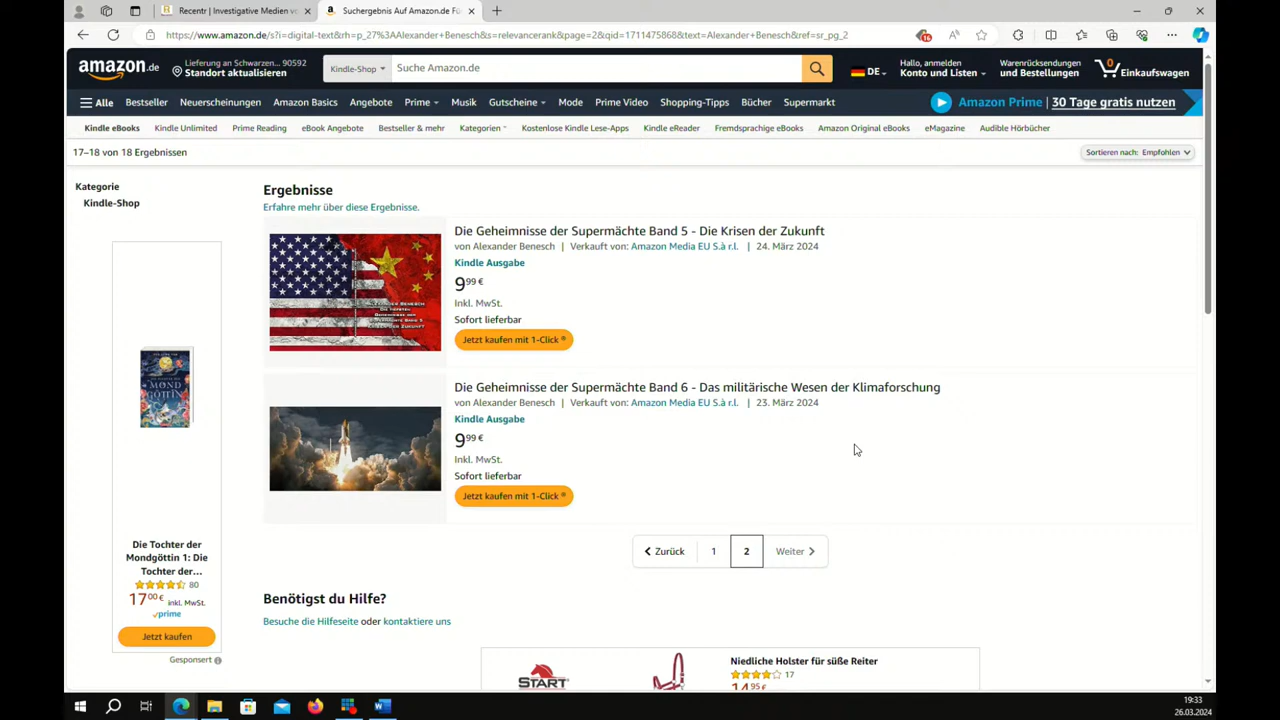 Recentr | Investigative Medien vo
Suchergebnis Auf Amazon.de Fü
https://www.amazon.de/s?i=digital-text&rh=p_27%3AAlexander+Benesch&s=relevancerank&page=2&qid=1711475868&text=Alexander+Benesch&ref=sr_pg_2
16
amazon.de
Lieferung an Schwarzen... 90592
Standort aktualisieren
Kindle-Shop
Suche Amazon.de
DE
Hallo, anmelden
Konto und Listen
Warenrücksendungen
und Bestellungen
0
Einkaufswagen
Alle
Bestseller
Neuerscheinungen
Amazon Basics
Angebote
Prime
Musik
Gutscheine
Mode
Prime Video
Shopping-Tipps
Bücher
Supermarkt
Amazon Prime | 30 Tage gratis nutzen
Kindle eBooks
Kindle Unlimited
Prime Reading
eBook Angebote
Bestseller & mehr
Kategorien
Kostenlose Kindle Lese-Apps
Kindle eReader
Fremdsprachige eBooks
Amazon Original eBooks
eMagazine
Audible Hörbücher
17–18 von 18 Ergebnissen
Sortieren nach: Empfohlen
Kategorie
Kindle-Shop
Ergebnisse
Erfahre mehr über diese Ergebnisse.
Die Geheimnisse der Supermächte Band 5 - Die Krisen der Zukunft
von Alexander Benesch | Verkauft von: Amazon Media EU S.à r.l. | 24. März 2024
Kindle Ausgabe
9,99 €
Inkl. MwSt.
Sofort lieferbar
Jetzt kaufen mit 1-Click ®
Die Geheimnisse der Supermächte Band 6 - Das militärische Wesen der Klimaforschung
von Alexander Benesch | Verkauft von: Amazon Media EU S.à r.l. | 23. März 2024
Kindle Ausgabe
9,99 €
Inkl. MwSt.
Sofort lieferbar
Jetzt kaufen mit 1-Click ®
MOND
GÖTTIN
Die Tochter der
Mondgöttin 1: Die
Tochter der...
80
17,00 € inkl. MwSt.
prime
Jetzt kaufen
Gesponsert
Zurück
1
2
Weiter
Benötigst du Hilfe?
Besuche die Hilfeseite oder kontaktiere uns
START
Niedliche Holster für süße Reiter
17
14,95 €
19:33
26.03.2024